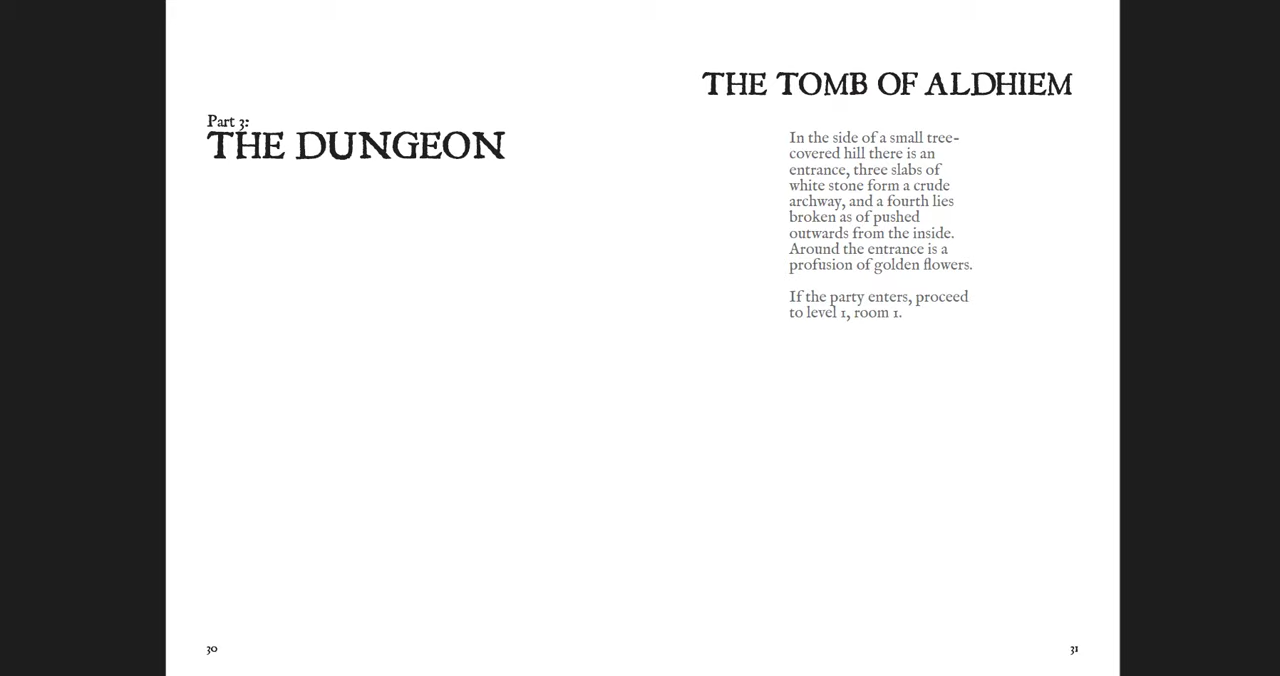 Part 3:
THE DUNGEON
30
THE TOMB OF ALDHIEM
In the side of a small tree-
covered hill there is an
entrance, three slabs of
white stone form a crude
archway, and a fourth lies
broken as of pushed
outwards from the inside.
Around the entrance is a
profusion of golden flowers.
If the party enters, proceed
to level 1, room 1.
31